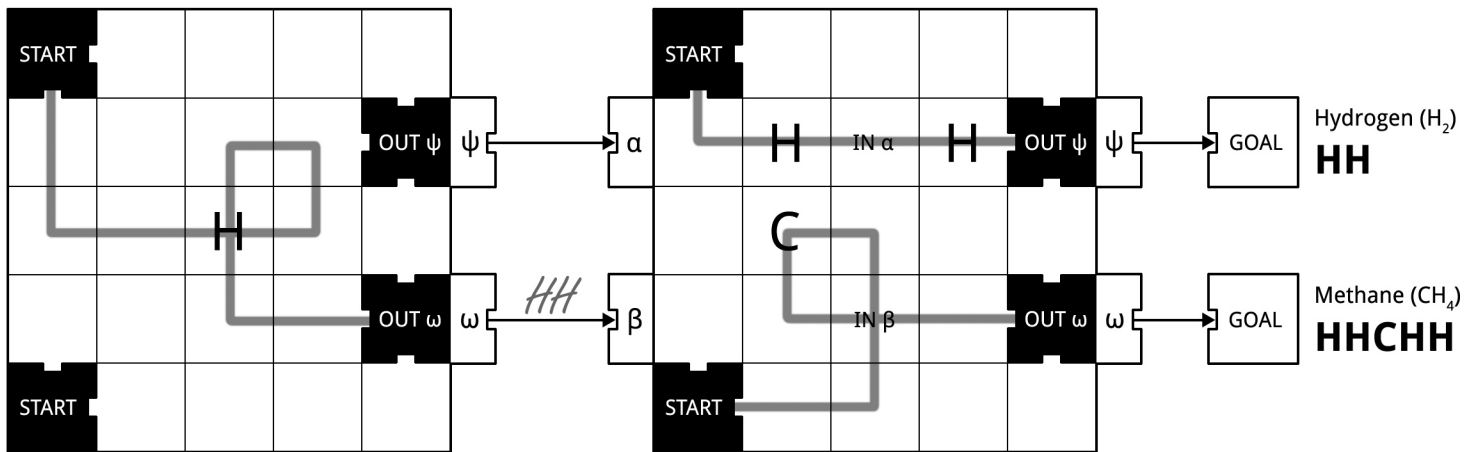 START
OUT ψ
ψ
H
HH
OUT ω
ω
START
START
α
H
IN α
H
OUT ψ
ψ
GOAL
Hydrogen (H₂)
HH
C
β
IN β
OUT ω
ω
GOAL
Methane (CH₄)
HHCHH
START